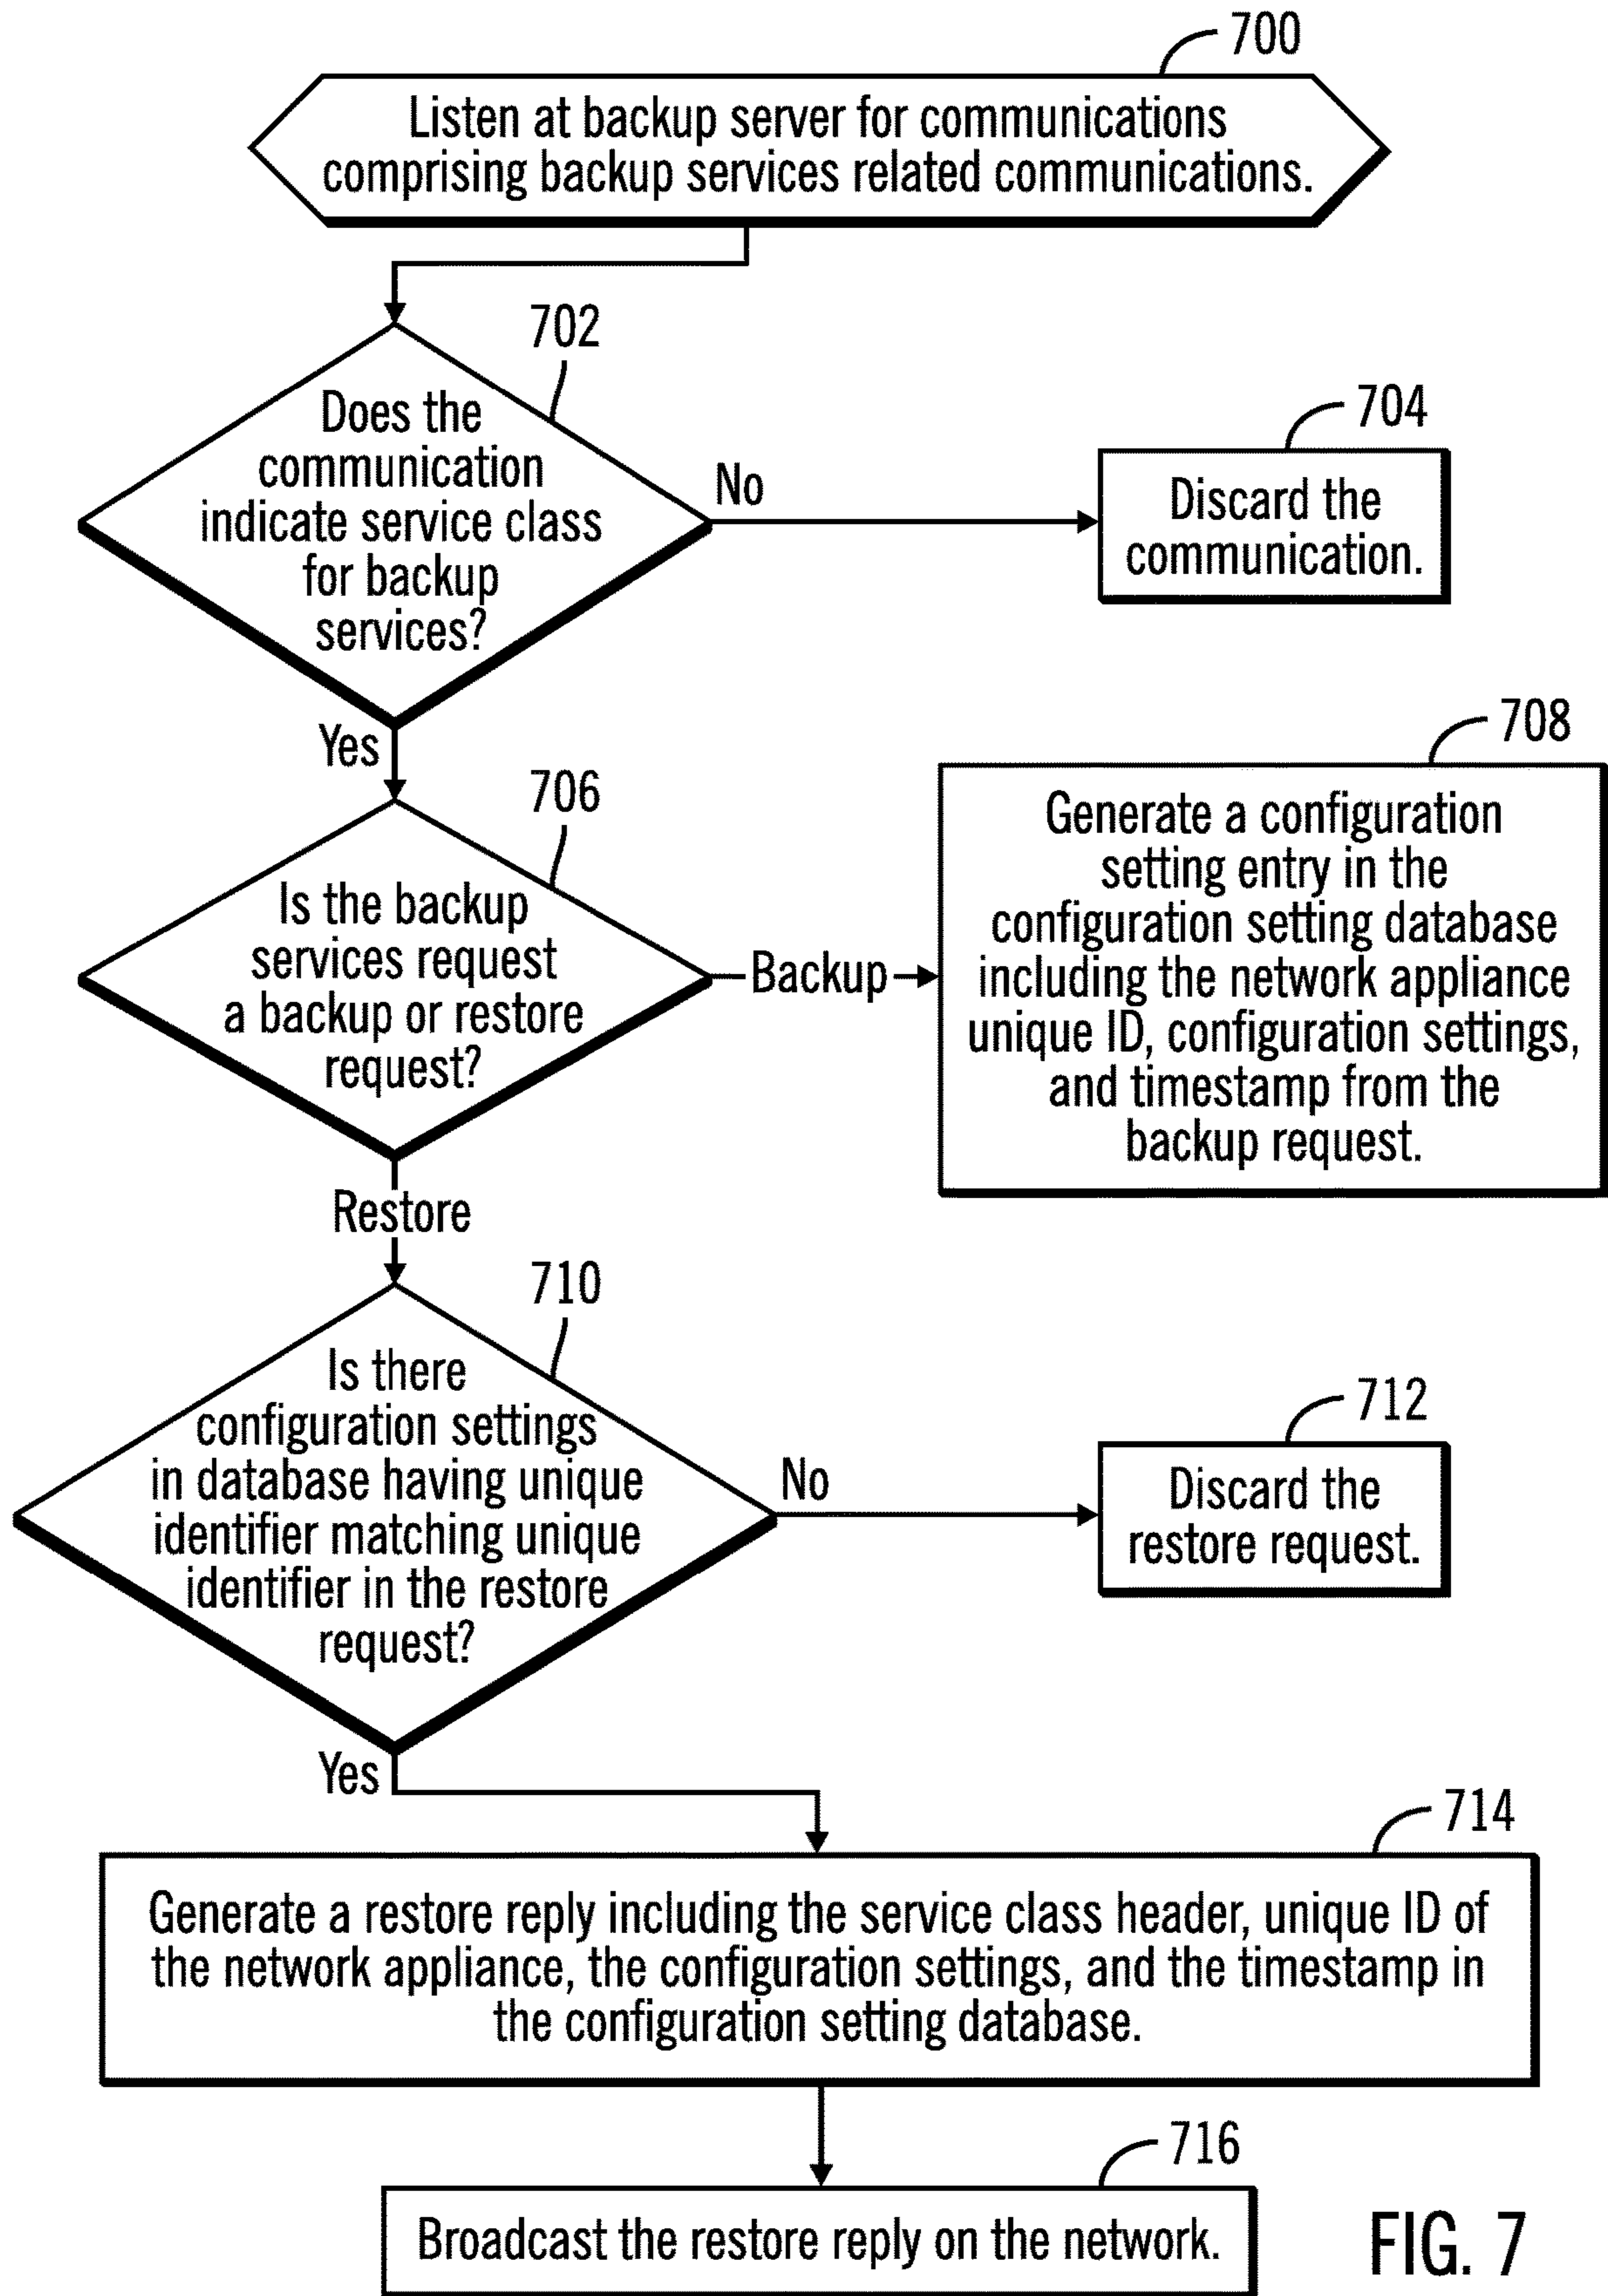 700
Listen at backup server for communications
comprising backup services related communications.
702
Does the
communication
indicate service class
for backup
services?
No
704
Discard the
communication.
Yes
706
Is the backup
services request
a backup or restore
request?
Backup
708
Generate a configuration
setting entry in the
configuration setting database
including the network appliance
unique ID, configuration settings,
and timestamp from the
backup request.
Restore
710
Is there
configuration settings
in database having unique
identifier matching unique
identifier in the restore
request?
No
712
Discard the
restore request.
Yes
714
Generate a restore reply including the service class header, unique ID of
the network appliance, the configuration settings, and the timestamp in
the configuration setting database.
716
Broadcast the restore reply on the network.
FIG. 7